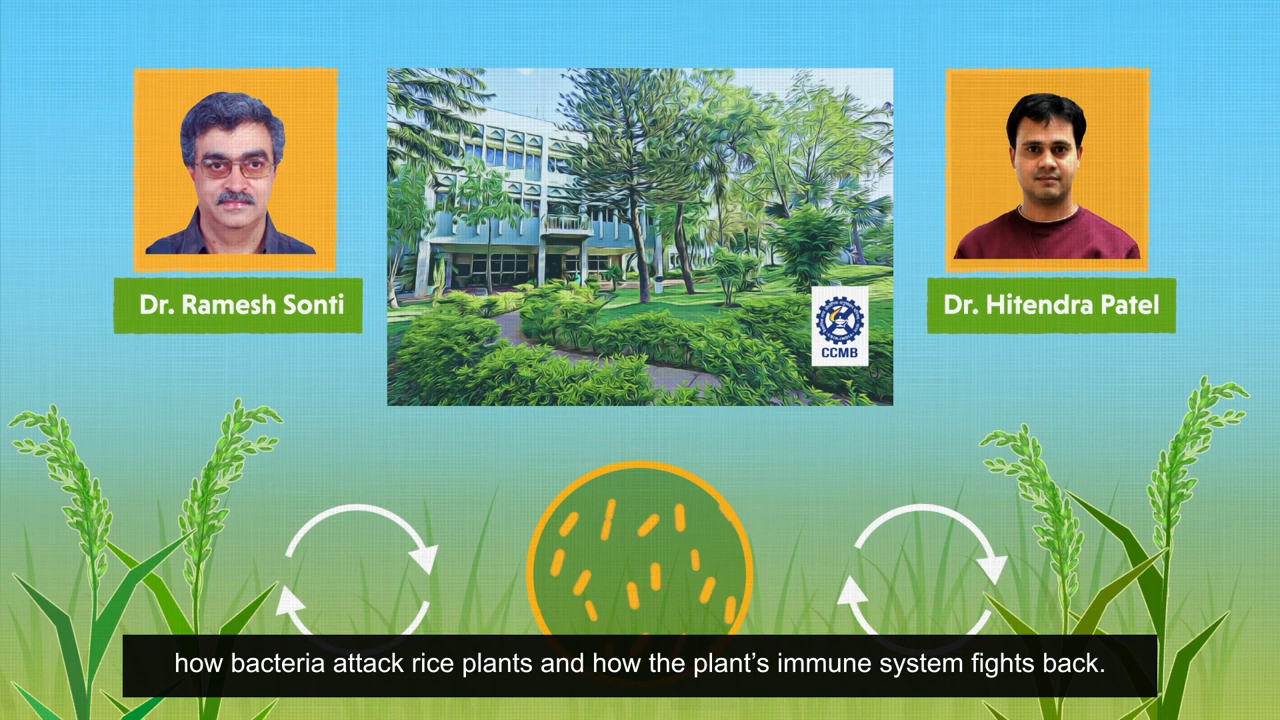 Dr. Ramesh Sonti
Dr. Hitendra Patel
CCMB
how bacteria attack rice plants and how the plant’s immune system fights back.